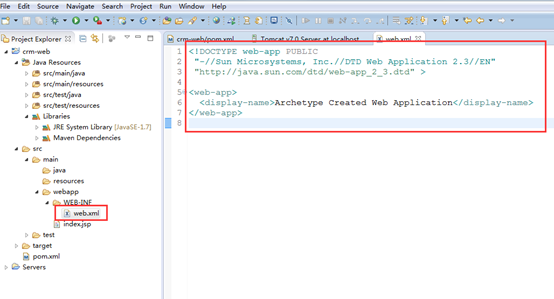 File Edit Navigate Search Project Run Window Help
Project Explorer
crm-web/pom.xml
Tomcat v7.0 Server at localhost
web.xml
crm-web
Java Resources
src/main/java
src/main/resources
src/test/java
src/test/resources
Libraries
JRE System Library [JavaSE-1.7]
Maven Dependencies
src
main
java
resources
webapp
WEB-INF
web.xml
index.jsp
test
target
pom.xml
Servers
1 <!DOCTYPE web-app PUBLIC
2 "-//Sun Microsystems, Inc.//DTD Web Application 2.3//EN"
3 "http://java.sun.com/dtd/web-app_2_3.dtd" >
4
5 <web-app>
6 <display-name>Archetype Created Web Application</display-name>
7 </web-app>
8